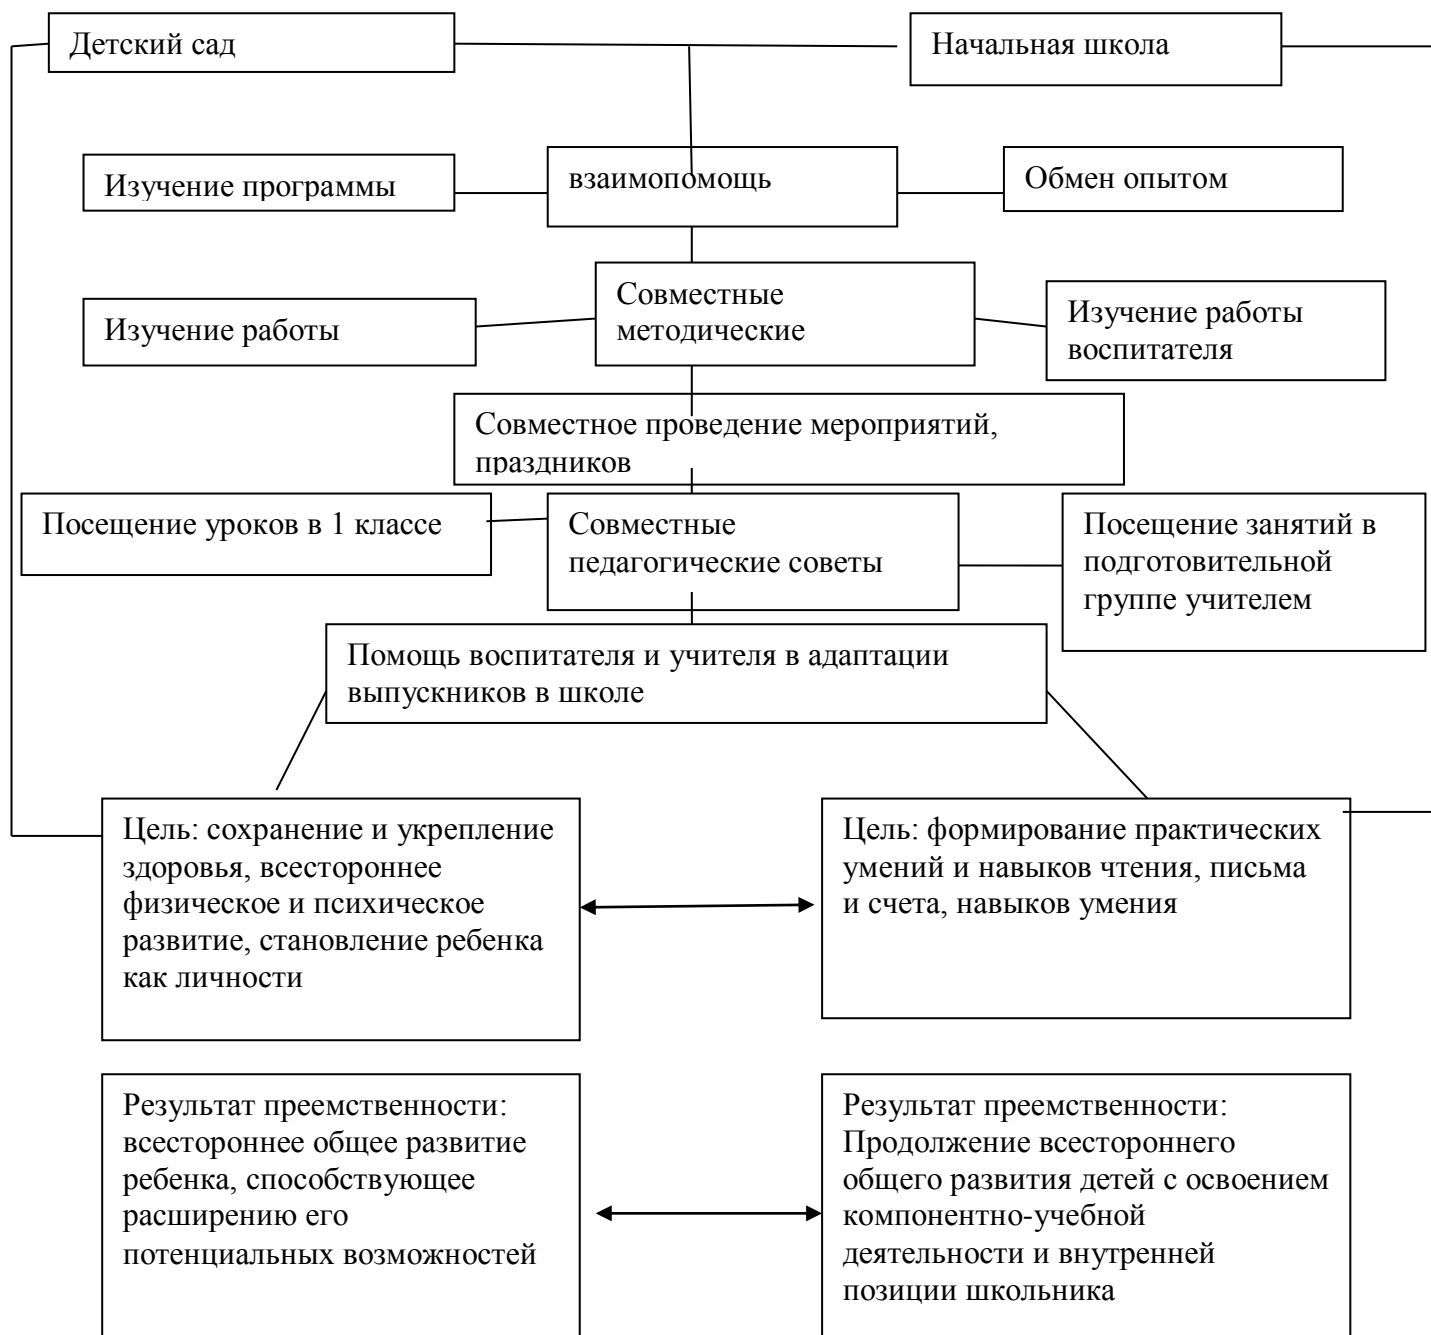 Детский сад
Начальная школа
Изучение программы
взаимопомощь
Обмен опытом
Изучение работы
Совместные
методические
Изучение работы
воспитателя
Совместное проведение мероприятий,
праздников
Посещение уроков в 1 классе
Совместные
педагогические советы
Посещение занятий в
подготовительной
группе учителем
Помощь воспитателя и учителя в адаптации
выпускников в школе
Цель: сохранение и укрепление
здоровья, всестороннее
физическое и психическое
развитие, становление ребенка
как личности
Цель: формирование практических
умений и навыков чтения, письма
и счета, навыков умения
Результат преемственности:
всестороннее общее развитие
ребенка, способствующее
расширению его
потенциальных возможностей
Результат преемственности:
Продолжение всестороннего
общего развития детей с освоением
компонентно-учебной
деятельности и внутренней
позиции школьника